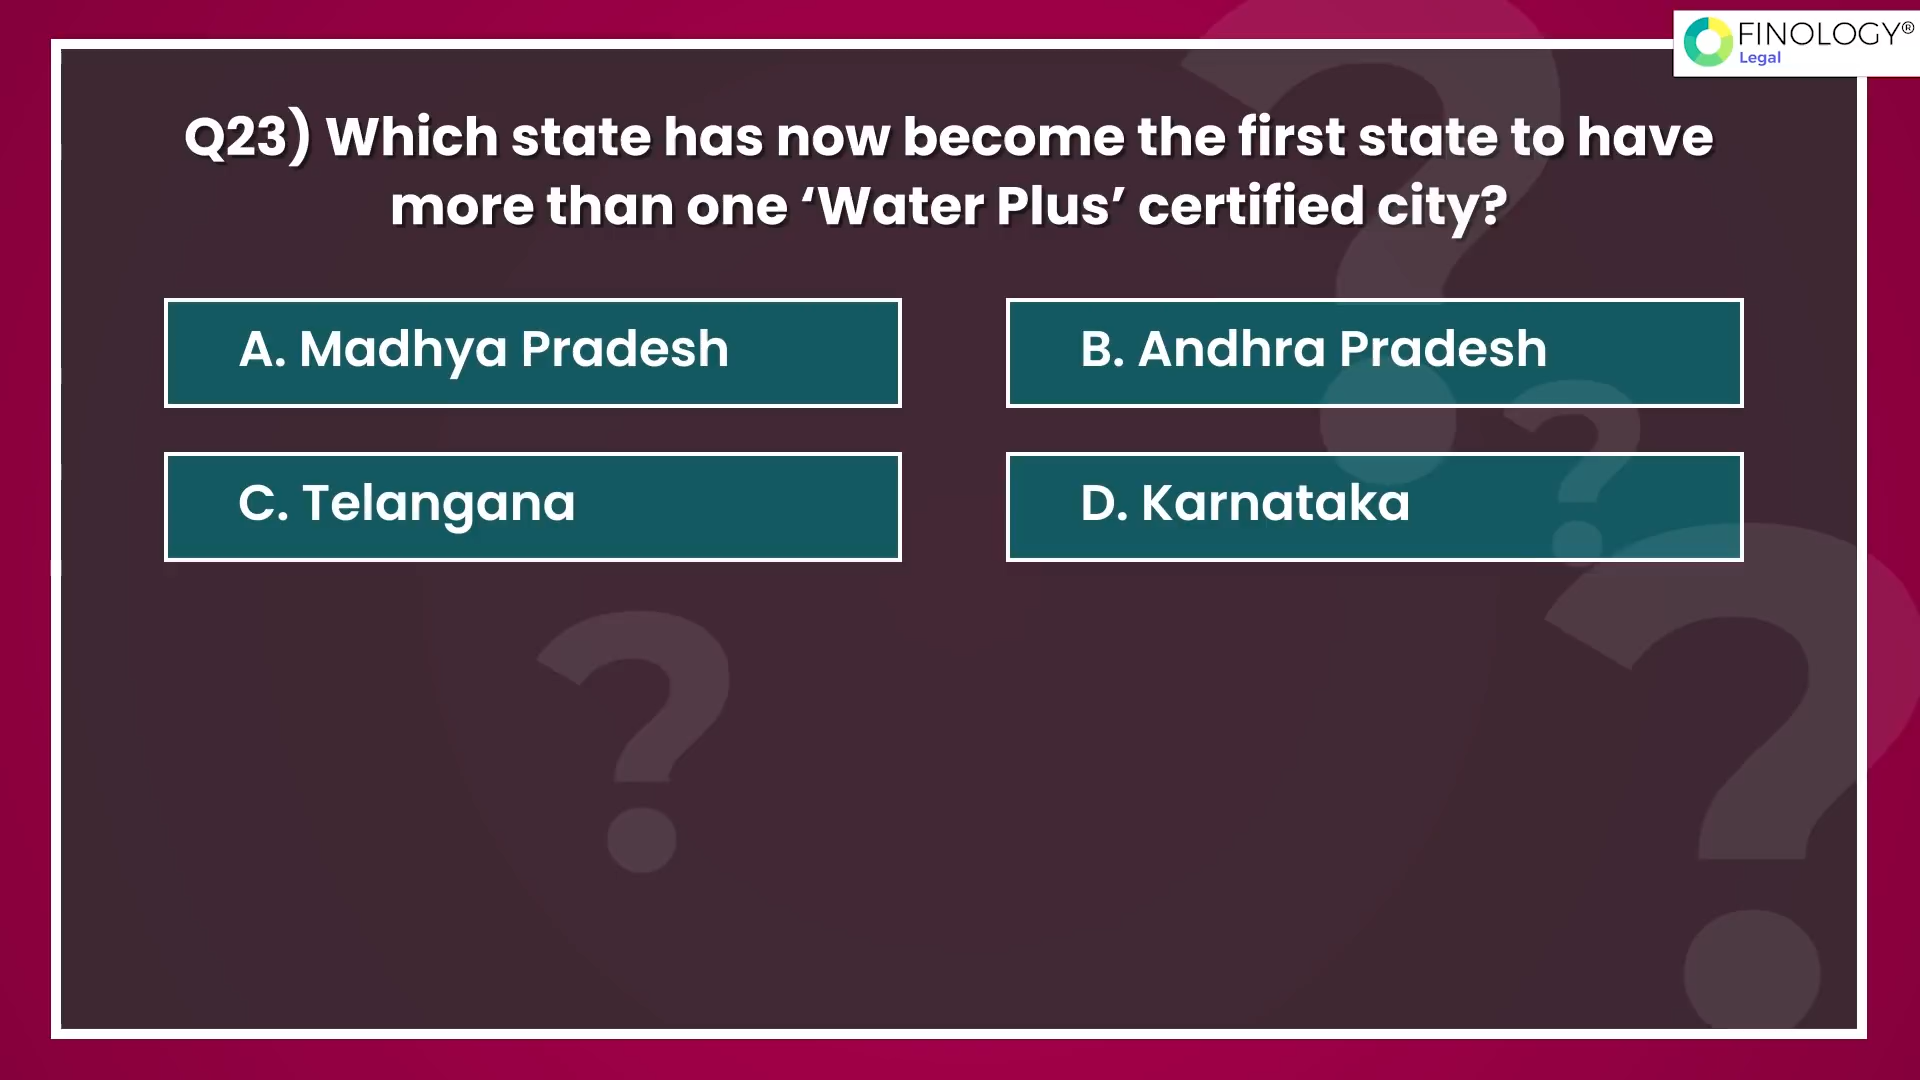 FINOLOGY®
Legal
Q23) Which state has now become the first state to have
more than one ‘Water Plus’ certified city?
A. Madhya Pradesh
B. Andhra Pradesh
C. Telangana
D. Karnataka